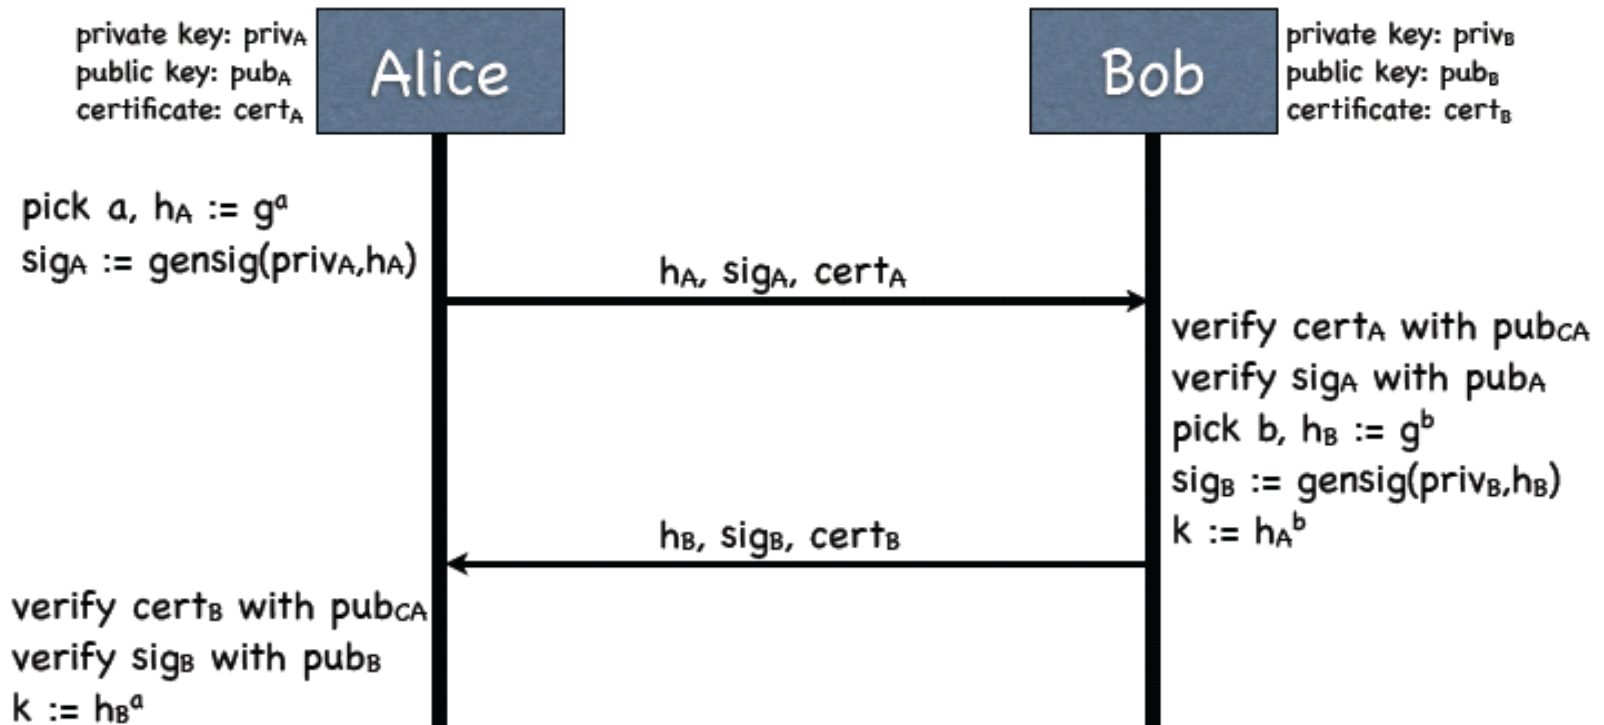 private key: privA
public key: pubA
certificate: certA
Alice
Bob
private key: privB
public key: pubB
certificate: certB
pick a, hA := gᵃ
sigA := gensig(privA,hA)
hA, sigA, certA
verify certA with pubCA
verify sigA with pubA
pick b, hB := gᵇ
sigB := gensig(privB,hB)
k := hAᵇ
hB, sigB, certB
verify certB with pubCA
verify sigB with pubB
k := hBᵃ